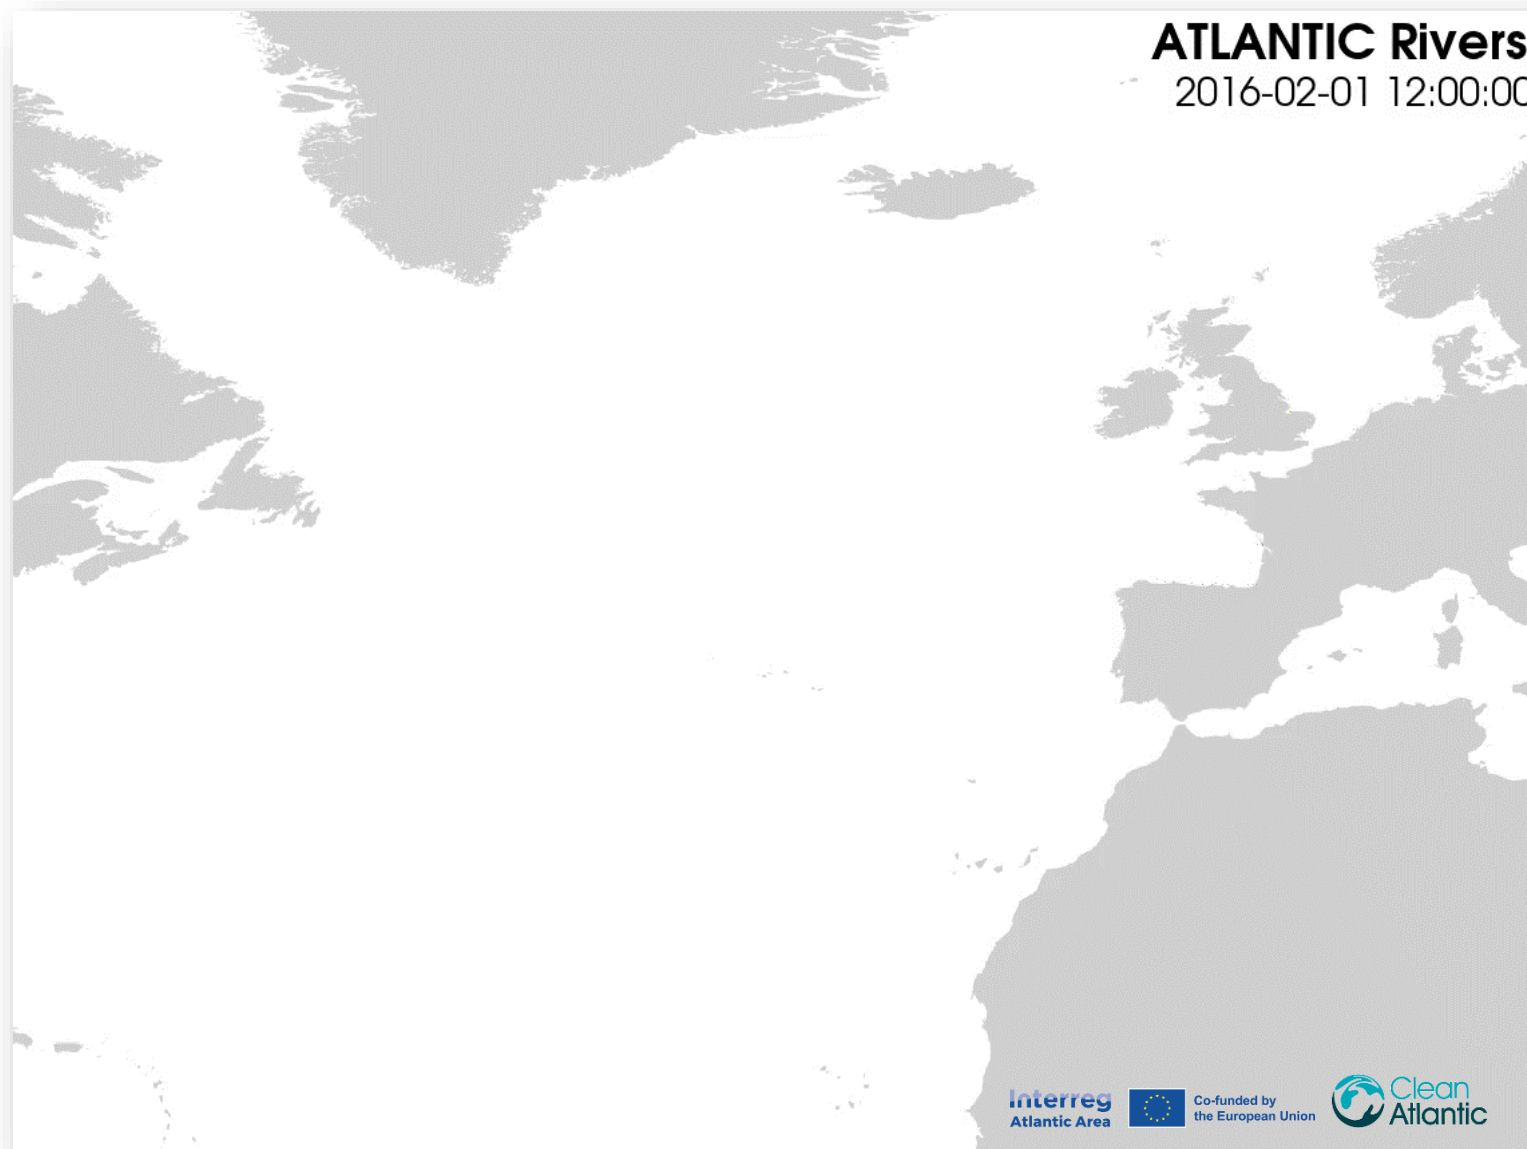 ATLANTIC Rivers
2016-02-01 12:00:00
Interreg
Atlantic Area
Co-funded by
the European Union
Clean
Atlantic